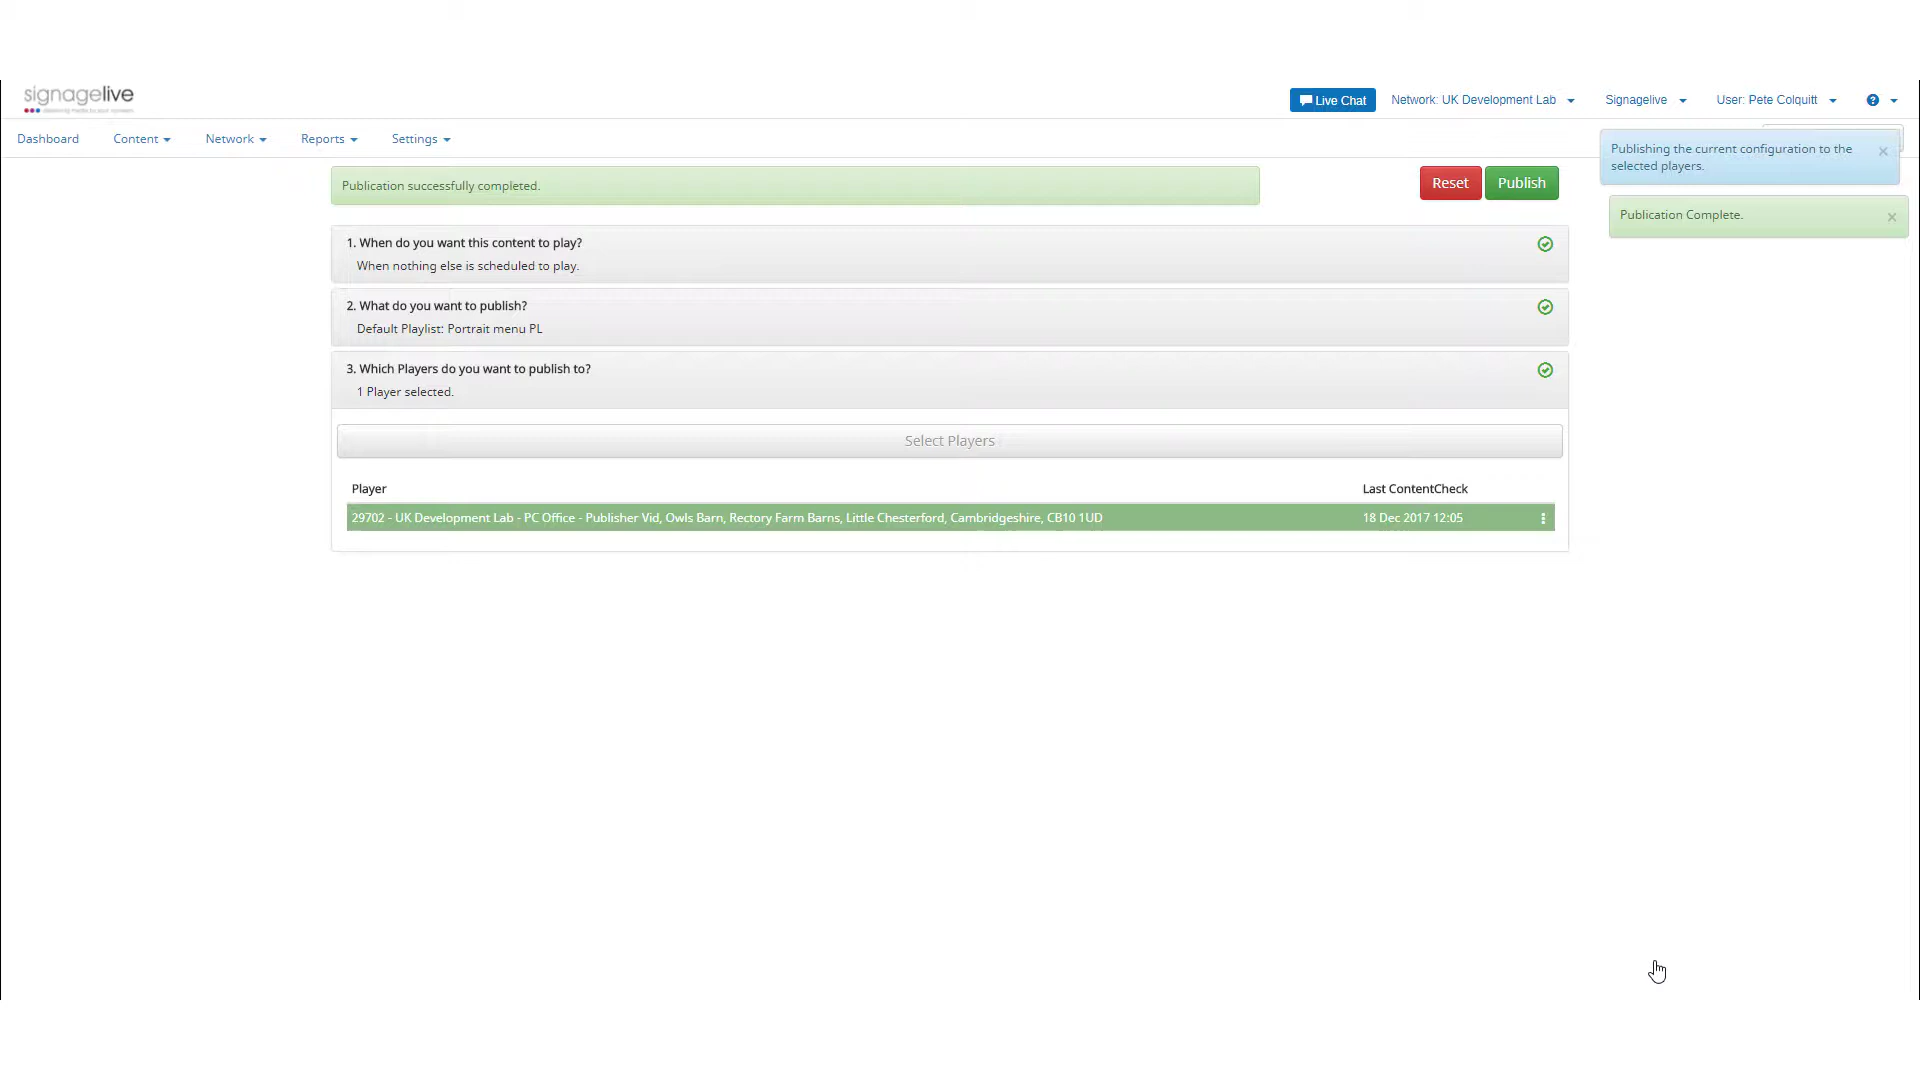 signagelive
Live Chat
Network: UK Development Lab
Signagelive
User: Pete Colquitt
?
Dashboard
Content
Network
Reports
Settings
Publishing the current configuration to the
selected players.
×
Publication successfully completed.
Reset
Publish
Publication Complete.
×
1. When do you want this content to play?
When nothing else is scheduled to play.
2. What do you want to publish?
Default Playlist: Portrait menu PL
3. Which Players do you want to publish to?
1 Player selected.
Select Players
Player
Last ContentCheck
29702 - UK Development Lab - PC Office - Publisher Vid, Owls Barn, Rectory Farm Barns, Little Chesterford, Cambridgeshire, CB10 1UD
18 Dec 2017 12:05